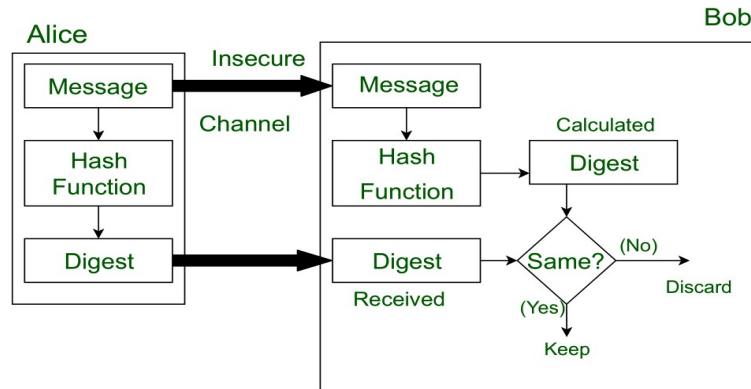 Alice
Bob
Insecure
Message
Message
Channel
Calculated
Hash
Function
Hash
Function
Digest
Digest
Digest
Received
Same?
(No)
Discard
(Yes)
Keep